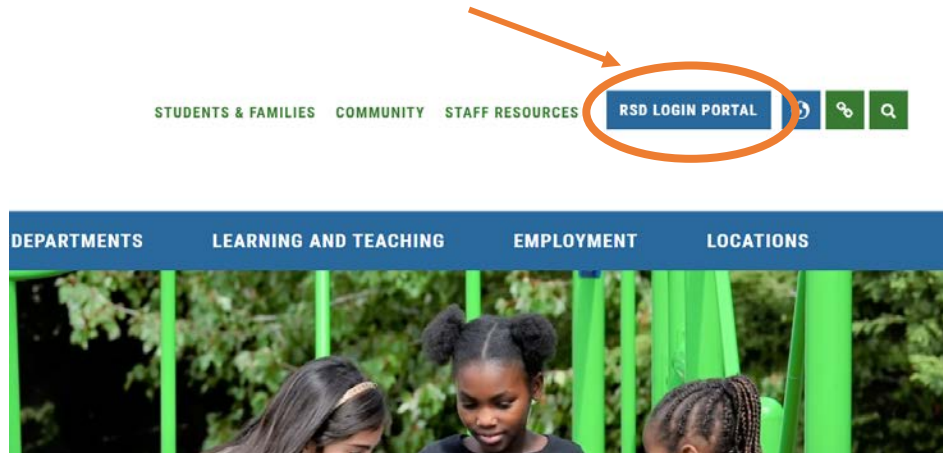 STUDENTS & FAMILIES COMMUNITY STAFF RESOURCES RSD LOGIN PORTAL
DEPARTMENTS LEARNING AND TEACHING EMPLOYMENT LOCATIONS